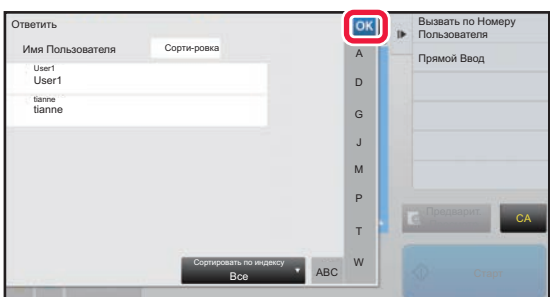 Ответить
OK
Имя Пользователя
Сорти-ровка
User1
User1
tianne
tianne
A
D
G
J
M
P
T
W
Сортировать по индексу
Все
ABC
Вызвать по Номеру
Пользователя
Прямой Ввод
Предварит.
CA
Старт